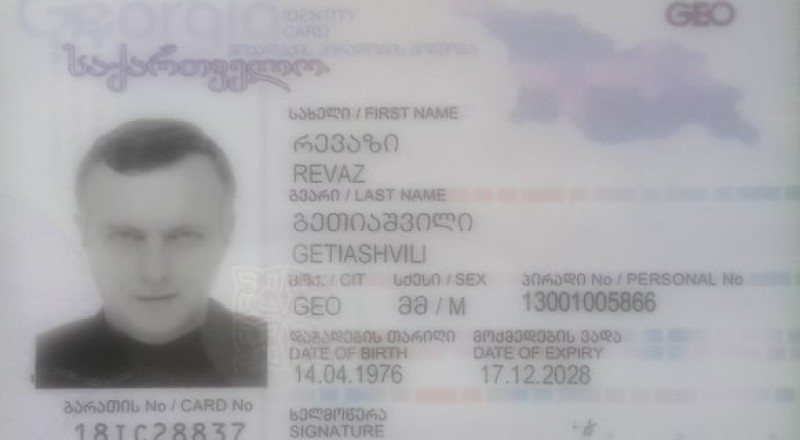 Georgia IDENTITY
CARD
GEO
საქართველო
სახელი / FIRST NAME
რევაზი
REVAZ
გვარი / LAST NAME
გეთიაშვილი
GETIASHVILI
მოქ. / CIT სქესი / SEX პირადი No / PERSONAL No
GEO მმ / M 13001005866
დაბადების თარიღი მოქმედების ვადა
DATE OF BIRTH DATE OF EXPIRY
14.04.1976 17.12.2028
ბარათის No / CARD No
18IC28837
ხელმოწერა
SIGNATURE